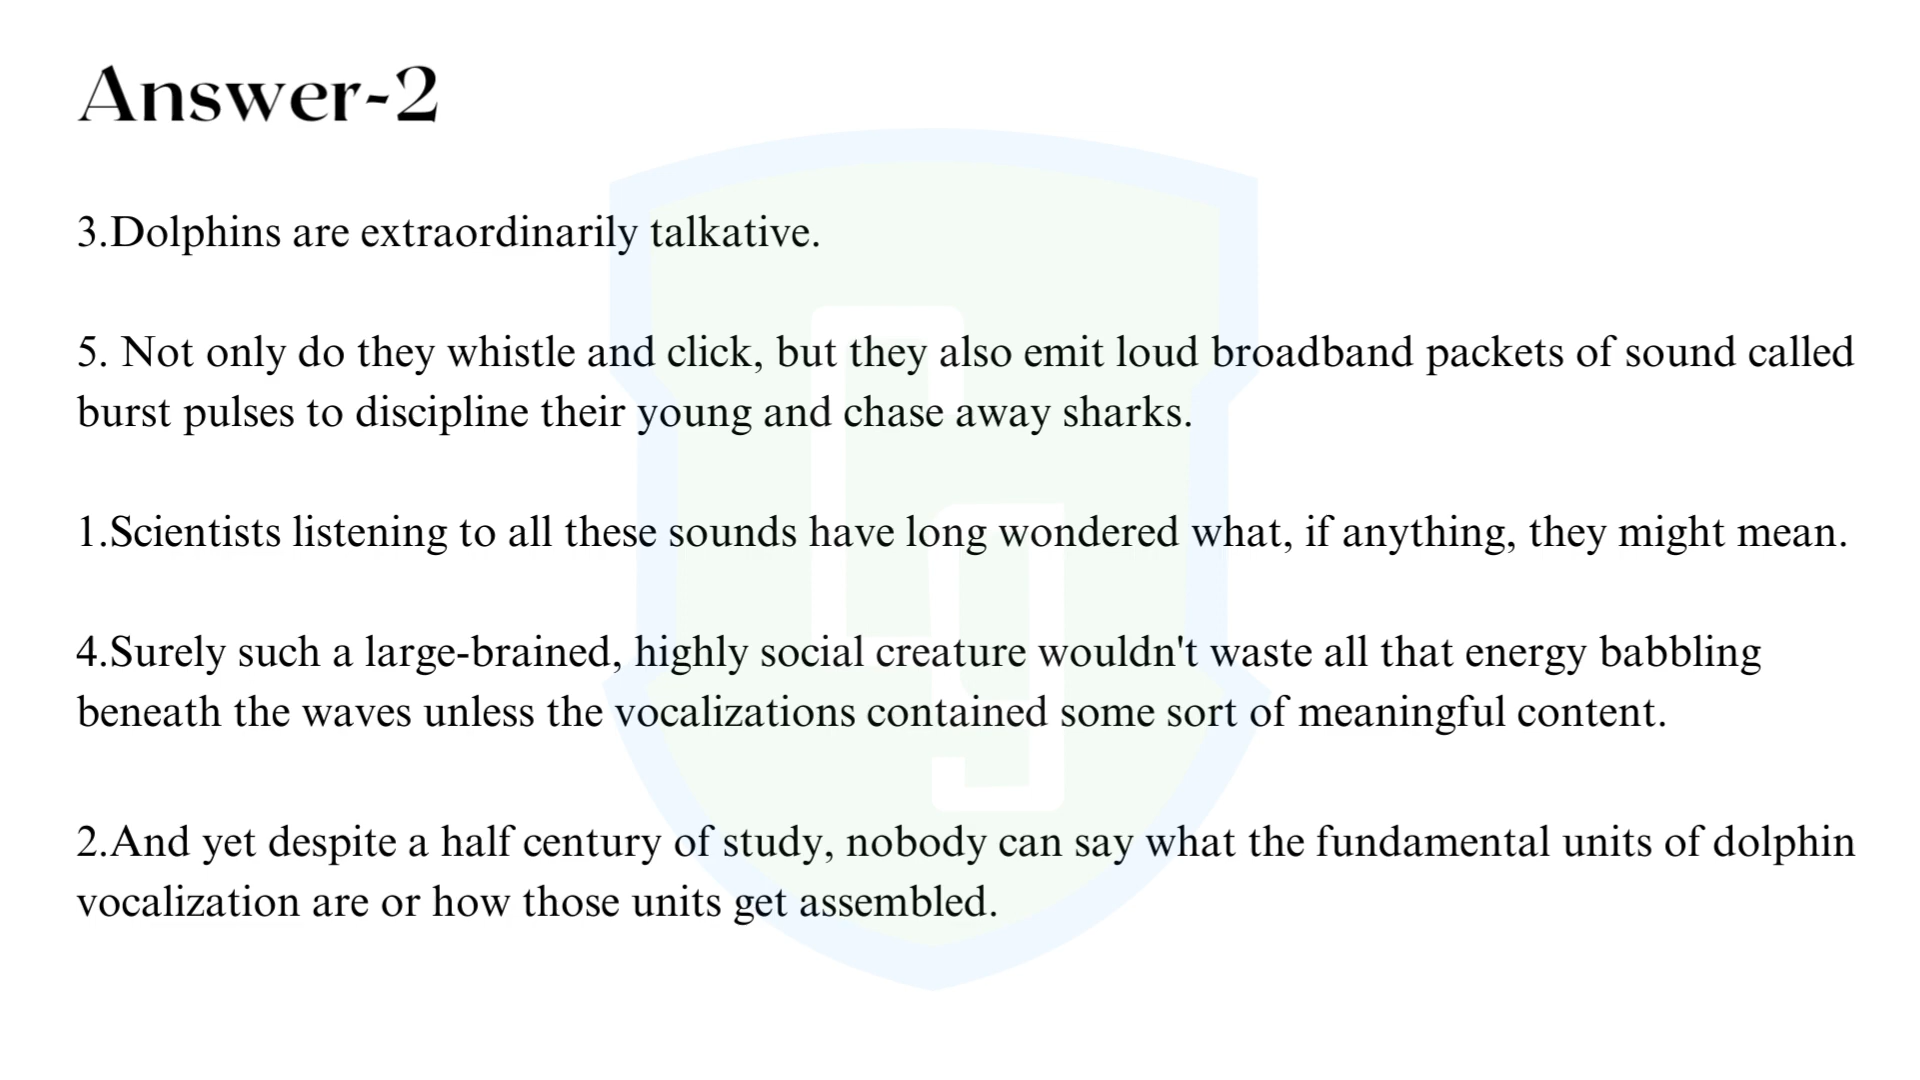 Answer-2
3.Dolphins are extraordinarily talkative.
5. Not only do they whistle and click, but they also emit loud broadband packets of sound called
burst pulses to discipline their young and chase away sharks.
1.Scientists listening to all these sounds have long wondered what, if anything, they might mean.
4.Surely such a large-brained, highly social creature wouldn't waste all that energy babbling
beneath the waves unless the vocalizations contained some sort of meaningful content.
2.And yet despite a half century of study, nobody can say what the fundamental units of dolphin
vocalization are or how those units get assembled.